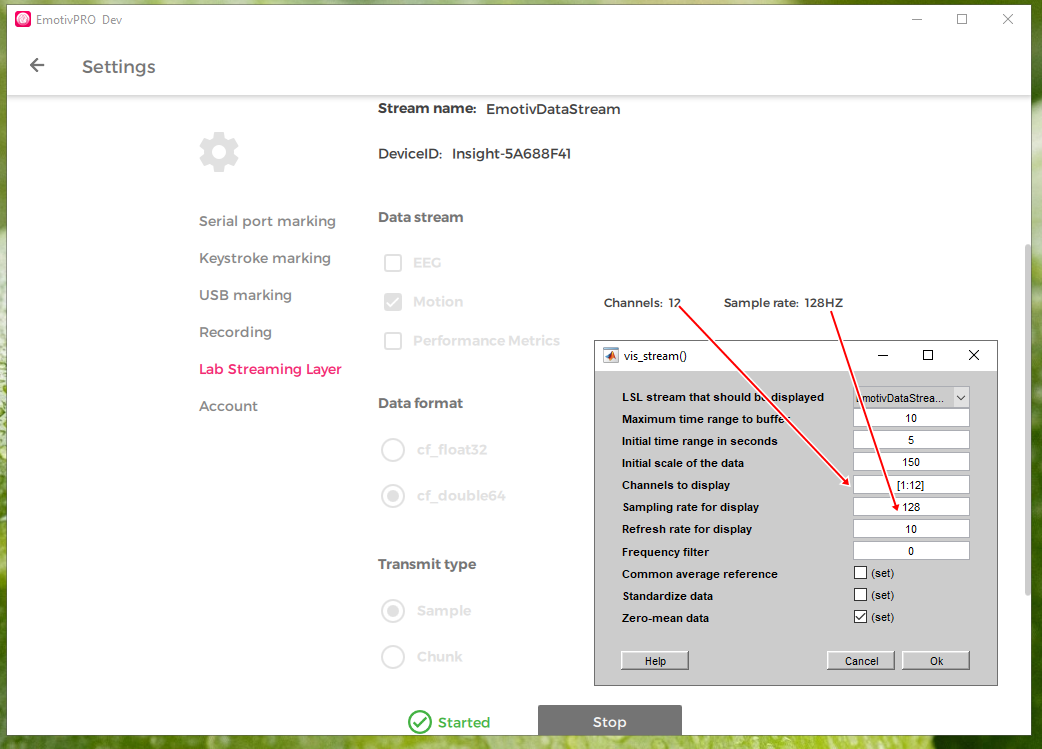 EmotivPRO Dev
Settings
Stream name: EmotivDataStream
DeviceID: Insight-5A688F41
Serial port marking
Keystroke marking
USB marking
Recording
Lab Streaming Layer
Account
Data stream
EEG
Motion
Channels: 12 Sample rate: 128HZ
Performance Metrics
Data format
cf_float32
cf_double64
Transmit type
Sample
Chunk
Started
Stop
vis_stream()
LSL stream that should be displayed EmotivDataStrea...
Maximum time range to buffer 10
Initial time range in seconds 5
Initial scale of the data 150
Channels to display [1:12]
Sampling rate for display 128
Refresh rate for display 10
Frequency filter 0
Common average reference (set)
Standardize data (set)
Zero-mean data (set)
Help Cancel Ok